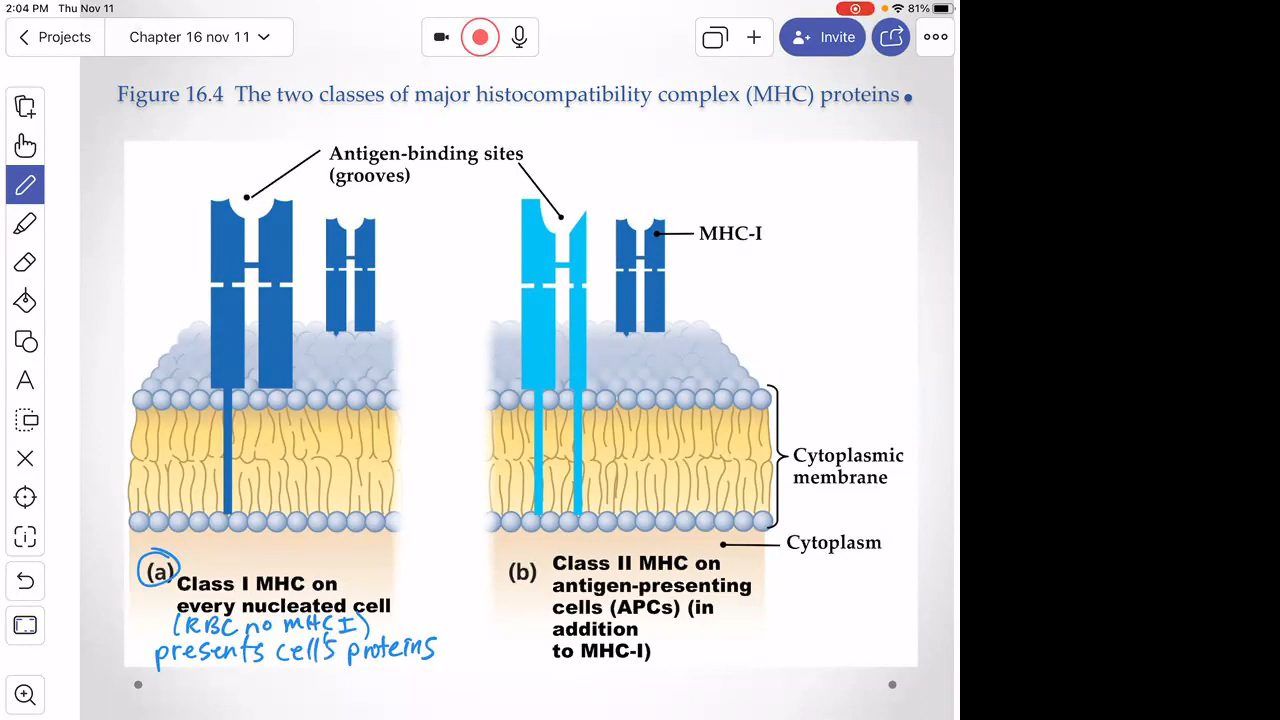 2:04 PM Thu Nov 11
81%
Projects
Chapter 16 nov 11
Invite
Figure 16.4 The two classes of major histocompatibility complex (MHC) proteins
Antigen-binding sites
(grooves)
MHC-I
Cytoplasmic
membrane
Cytoplasm
(a)
Class I MHC on
every nucleated cell
(RBC no MHCI)
presents cell's proteins
(b)
Class II MHC on
antigen-presenting
cells (APCs) (in
addition
to MHC-I)